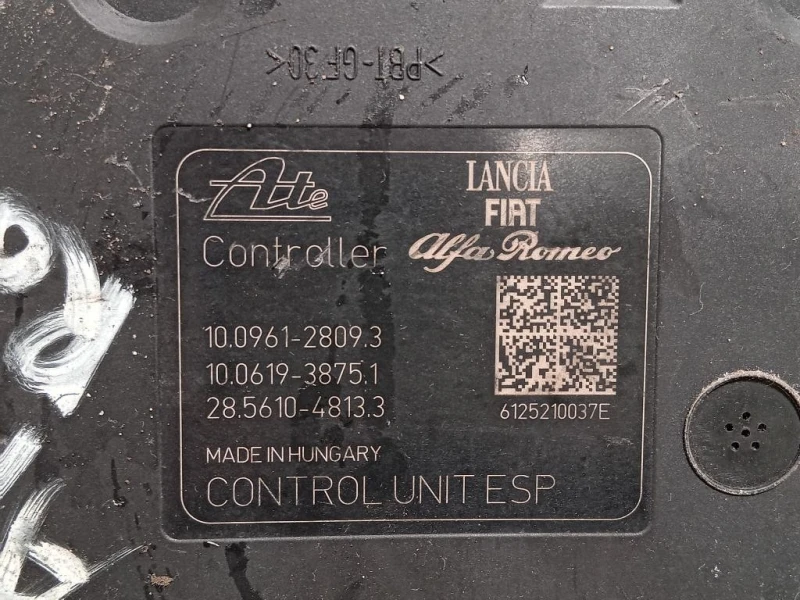 >PBT-GF30<
Ate
LANCIA
FIAT
Alfa Romeo
Controller
10.0961-2809.3
10.0619-3875.1
28.5610-4813.3
6125210037E
MADE IN HUNGARY
CONTROL UNIT ESP